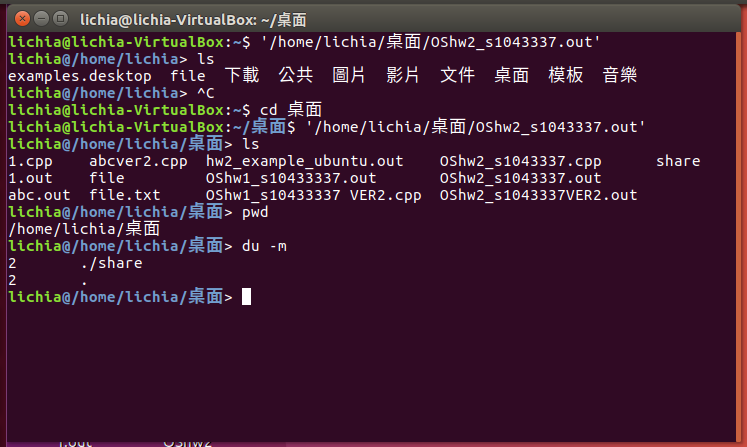 lichia@lichia-VirtualBox: ~/桌面
lichia@lichia-VirtualBox:~$ '/home/lichia/桌面/OShw2_s1043337.out'
lichia@/home/lichia> ls
examples.desktop  file  下載  公共  圖片  影片  文件  桌面  模板  音樂
lichia@/home/lichia> ^C
lichia@lichia-VirtualBox:~$ cd 桌面
lichia@lichia-VirtualBox:~/桌面$ '/home/lichia/桌面/OShw2_s1043337.out'
lichia@/home/lichia/桌面> ls
1.cpp    abcver2.cpp  hw2_example_ubuntu.out    OShw2_s1043337.cpp      share
1.out    file         OShw1_s10433337.out       OShw2_s1043337.out
abc.out  file.txt     OShw1_s10433337 VER2.cpp  OShw2_s1043337VER2.out
lichia@/home/lichia/桌面> pwd
/home/lichia/桌面
lichia@/home/lichia/桌面> du -m
2       ./share
2       .
lichia@/home/lichia/桌面>
1.out OShw2